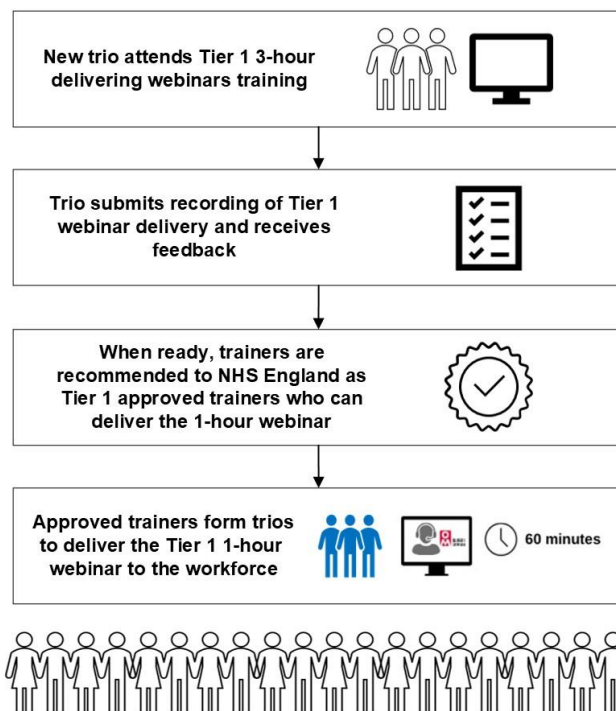 New trio attends Tier 1 3-hour
delivering webinars training
Trio submits recording of Tier 1
webinar delivery and receives
feedback
When ready, trainers are
recommended to NHS England as
Tier 1 approved trainers who can
deliver the 1-hour webinar
Approved trainers form trios
to deliver the Tier 1 1-hour
webinar to the workforce
60 minutes